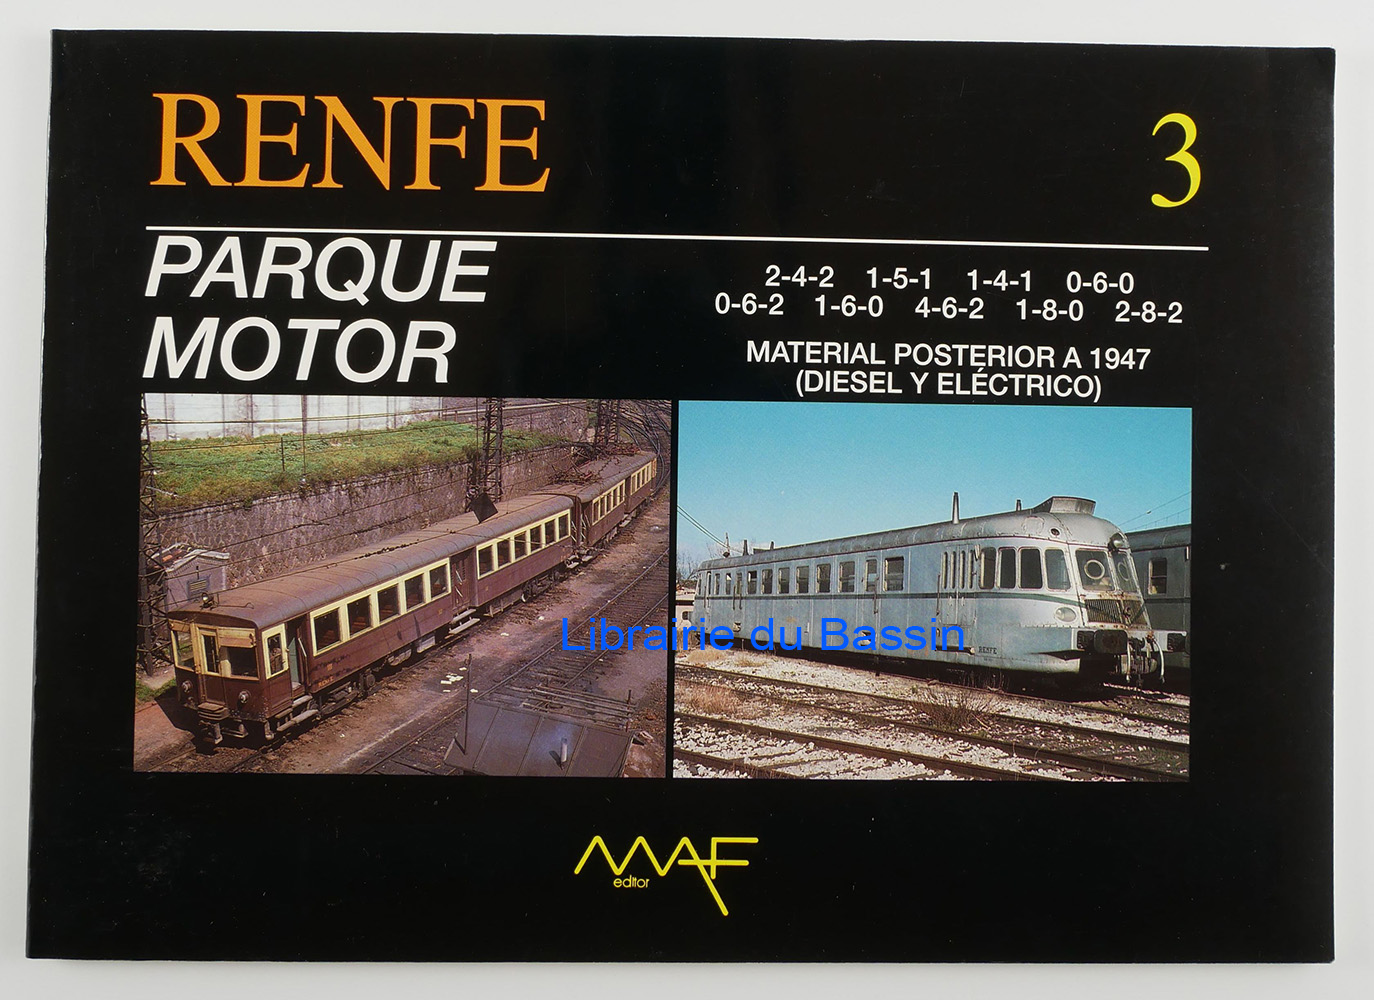 RENFE
3
PARQUE
MOTOR
2-4-2 1-5-1 1-4-1 0-6-0
0-6-2 1-6-0 4-6-2 1-8-0 2-8-2
MATERIAL POSTERIOR A 1947
(DIESEL Y ELÉCTRICO)
RENFE
Librairie du Bassin
MAF
editor